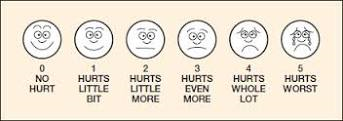 0 1 2 3 4 5
NO HURTS HURTS HURTS HURTS HURTS
HURT LITTLE LITTLE EVEN WHOLE WORST
BIT MORE MORE LOT